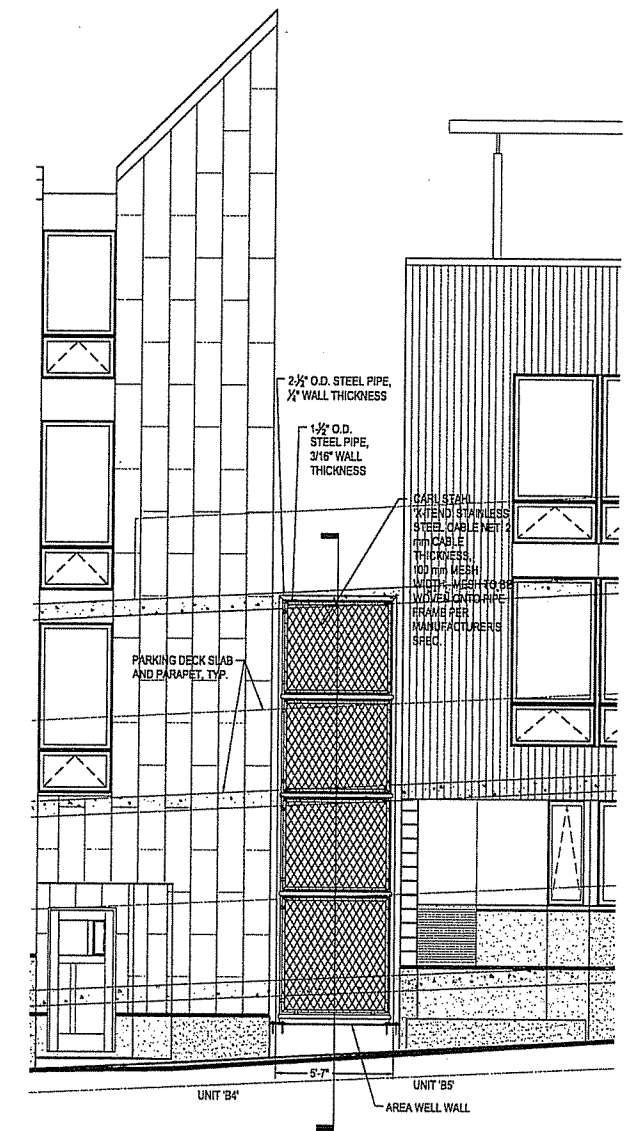 2-½" O.D. STEEL PIPE,
¼" WALL THICKNESS
1-½" O.D.
STEEL PIPE,
3/16" WALL
THICKNESS
CARL STAHL
'X-TEND' STAINLESS
STEEL CABLE NET: 2
mm CABLE
THICKNESS,
100 mm MESH
WIDTH. MESH TO BE
WOVEN ONTO PIPE
FRAME PER
MANUFACTURER'S
SPEC.
PARKING DECK SLAB
AND PARAPET, TYP.
5'-7"
UNIT 'B4'
UNIT 'B5'
AREA WELL WALL